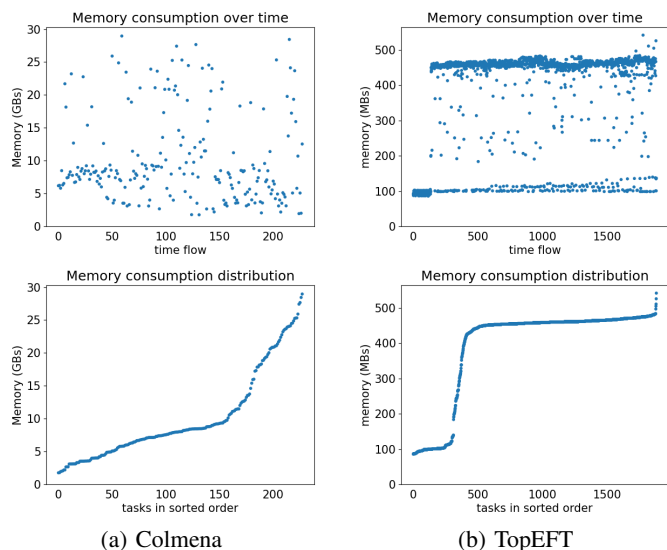 Memory consumption over time
30
25
20
15
10
5
0
Memory (GBs)
0 50 100 150 200
time flow
Memory consumption over time
500
400
300
200
100
0
memory (MBs)
0 500 1000 1500
time flow
Memory consumption distribution
30
25
20
15
10
5
0
Memory (GBs)
0 50 100 150 200
tasks in sorted order
Memory consumption distribution
500
400
300
200
100
0
memory (MBs)
0 500 1000 1500
tasks in sorted order
(a) Colmena
(b) TopEFT